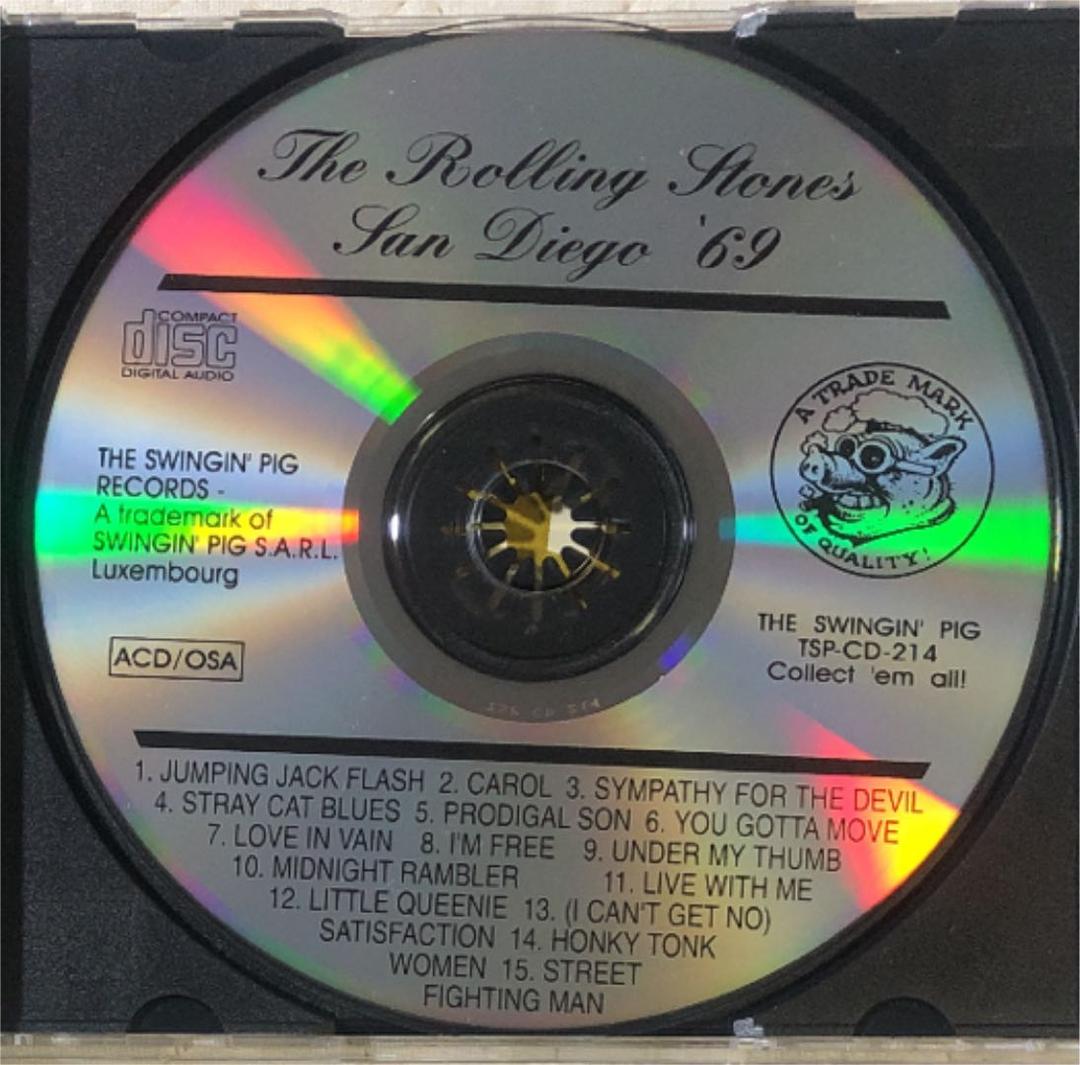 The Rolling Stones
San Diego '69
COMPACT
disc
DIGITAL AUDIO
THE SWINGIN' PIG
RECORDS -
A trademark of
SWINGIN' PIG S.A.R.L.
Luxembourg
ACD/OSA
A TRADE MARK
OF QUALITY!
THE SWINGIN' PIG
TSP-CD-214
Collect 'em all!
1. JUMPING JACK FLASH 2. CAROL 3. SYMPATHY FOR THE DEVIL
4. STRAY CAT BLUES 5. PRODIGAL SON 6. YOU GOTTA MOVE
7. LOVE IN VAIN 8. I'M FREE 9. UNDER MY THUMB
10. MIDNIGHT RAMBLER 11. LIVE WITH ME
12. LITTLE QUEENIE 13. (I CAN'T GET NO)
SATISFACTION 14. HONKY TONK
WOMEN 15. STREET
FIGHTING MAN